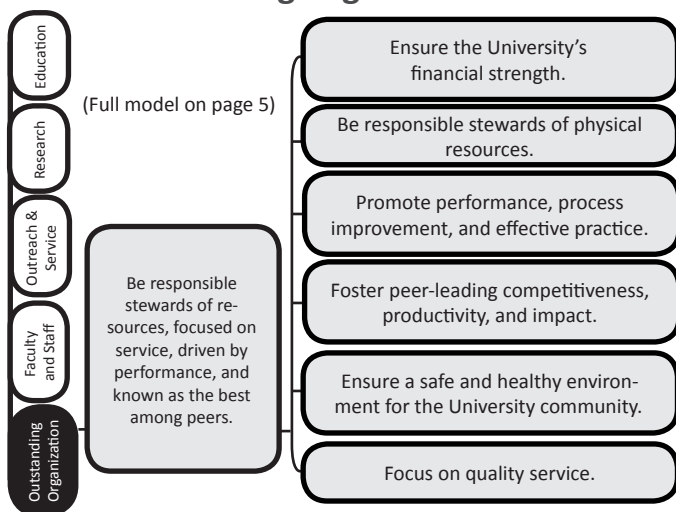 Education
Research
Outreach &
Service
Faculty
and Staff
Outstanding
Organization
(Full model on page 5)
Be responsible
stewards of re-
sources, focused on
service, driven by
performance, and
known as the best
among peers.
Ensure the University’s
financial strength.
Be responsible stewards of physical
resources.
Promote performance, process
improvement, and effective practice.
Foster peer-leading competitiveness,
productivity, and impact.
Ensure a safe and healthy environ-
ment for the University community.
Focus on quality service.